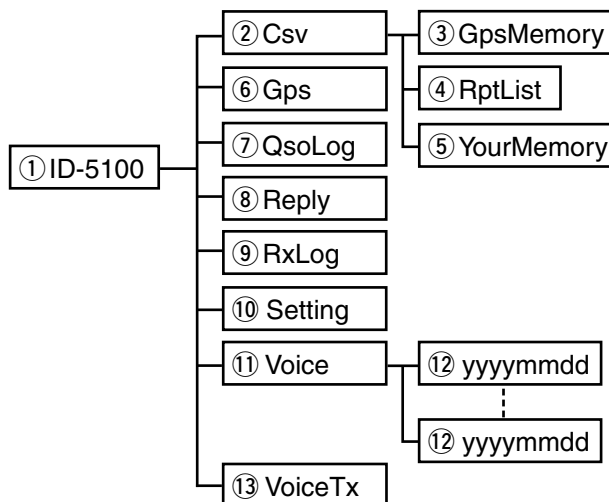 ① ID-5100
② Csv
③ GpsMemory
④ RptList
⑤ YourMemory
⑥ Gps
⑦ QsoLog
⑧ Reply
⑨ RxLog
⑩ Setting
⑪ Voice
⑫ yyyymmdd
⑫ yyyymmdd
⑬ VoiceTx